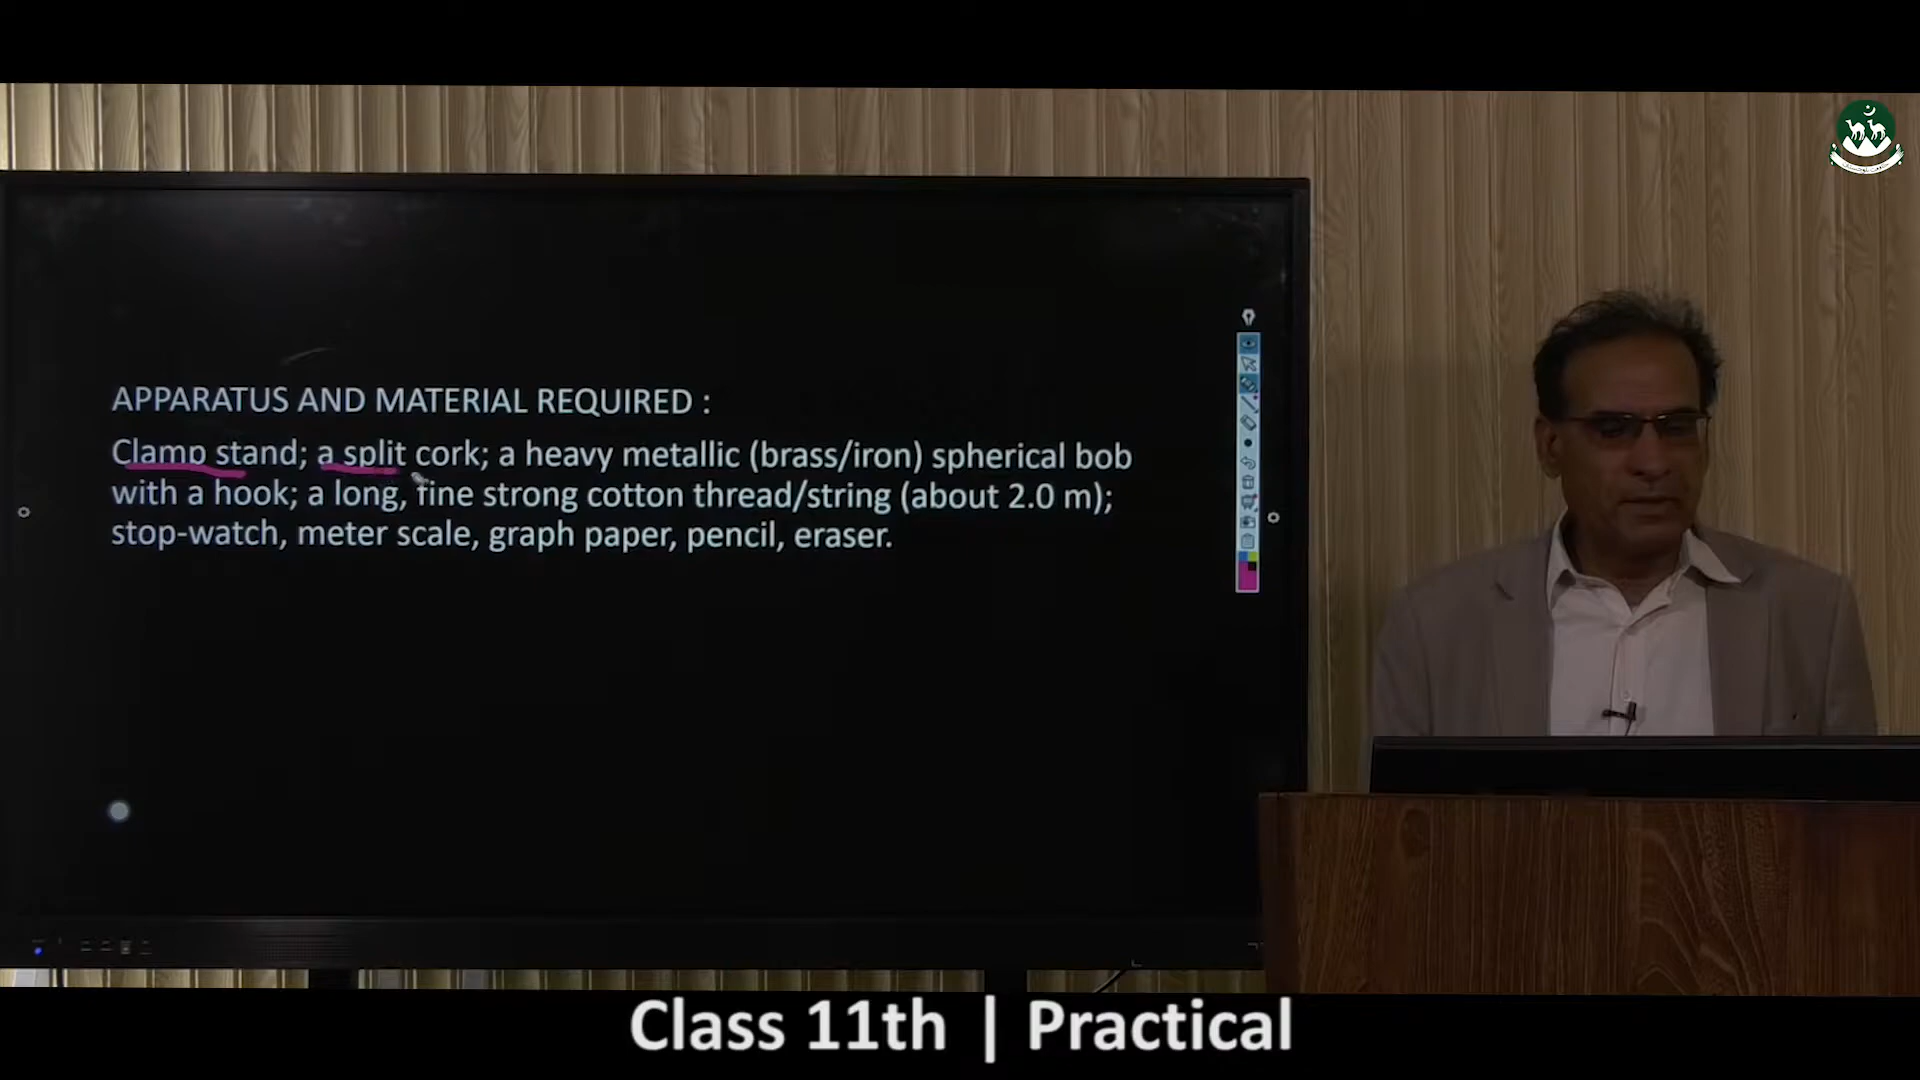 APPARATUS AND MATERIAL REQUIRED :
Clamp stand; a split cork; a heavy metallic (brass/iron) spherical bob
with a hook; a long, fine strong cotton thread/string (about 2.0 m);
stop-watch, meter scale, graph paper, pencil, eraser.
Class 11th | Practical